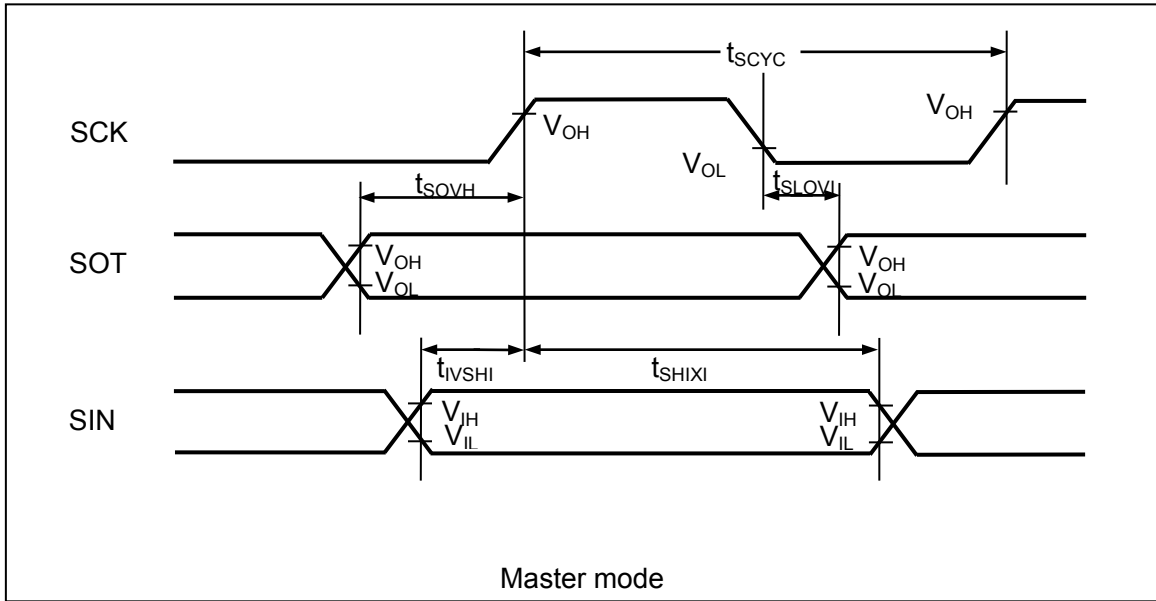 tSCYC
SCK
VOH
VOL
VOH
tSOVH
tSLOVI
SOT
VOH
VOL
VOH
VOL
tIVSHI
tSHIXI
SIN
VIH
VIL
VIH
VIL
Master mode